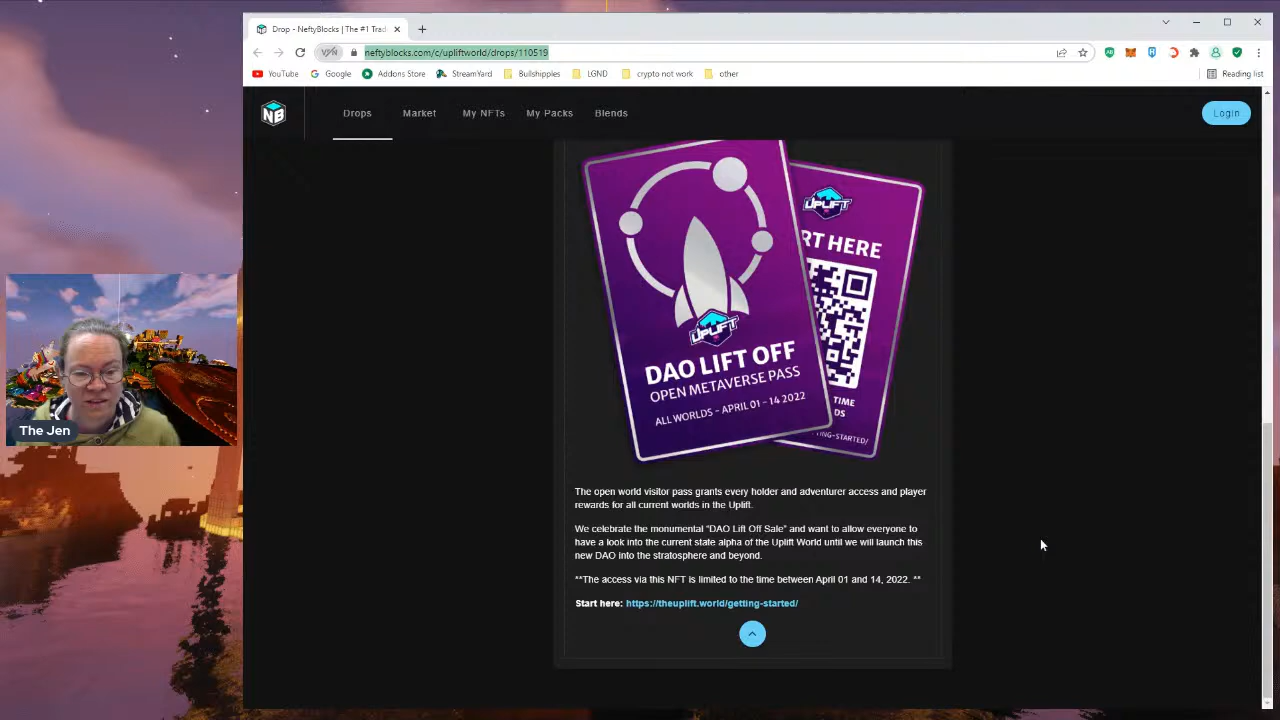 Drop - NeftyBlocks | The #1 Trad
VPN
neftyblocks.com/c/upliftworld/drops/110519
YouTube
Google
Addons Store
StreamYard
Bullshippies
LGND
crypto not work
other
Reading list
NB
Drops
Market
My NFTs
My Packs
Blends
Login
UPLIFT
RT HERE
UPLIFT
DAO LIFT OFF
OPEN METAVERSE PASS
ALL WORLDS - APRIL 01 - 14 2022
TIME
DS
TING-STARTED/
The Jen
The open world visitor pass grants every holder and adventurer access and player
rewards for all current worlds in the Uplift.
We celebrate the monumental "DAO Lift Off Sale" and want to allow everyone to
have a look into the current state alpha of the Uplift World until we will launch this
new DAO into the stratosphere and beyond.
**The access via this NFT is limited to the time between April 01 and 14, 2022. **
Start here: https://theuplift.world/getting-started/